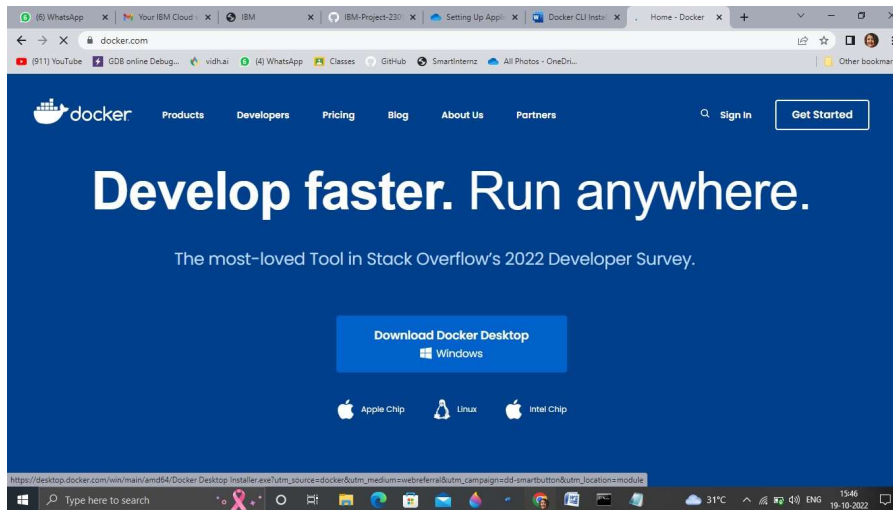 (6) WhatsApp
Your IBM Cloud
IBM
IBM-Project-230
Setting Up Appli
Docker CLI Instal
Home - Docker
docker.com
(911) YouTube
GDB online Debug...
vidh.ai
(4) WhatsApp
Classes
GitHub
SmartInternz
All Photos - OneDri...
Other bookmar
docker
Products
Developers
Pricing
Blog
About Us
Partners
Sign In
Get Started
Develop faster. Run anywhere.
The most-loved Tool in Stack Overflow's 2022 Developer Survey.
Download Docker Desktop
Windows
Apple Chip
Linux
Intel Chip
https://desktop.docker.com/win/main/amd64/Docker Desktop Installer.exe?utm_source=docker&utm_medium=webreferral&utm_campaign=dd-smartbutton&utm_location=module
Type here to search
31°C
ENG
15:46
19-10-2022